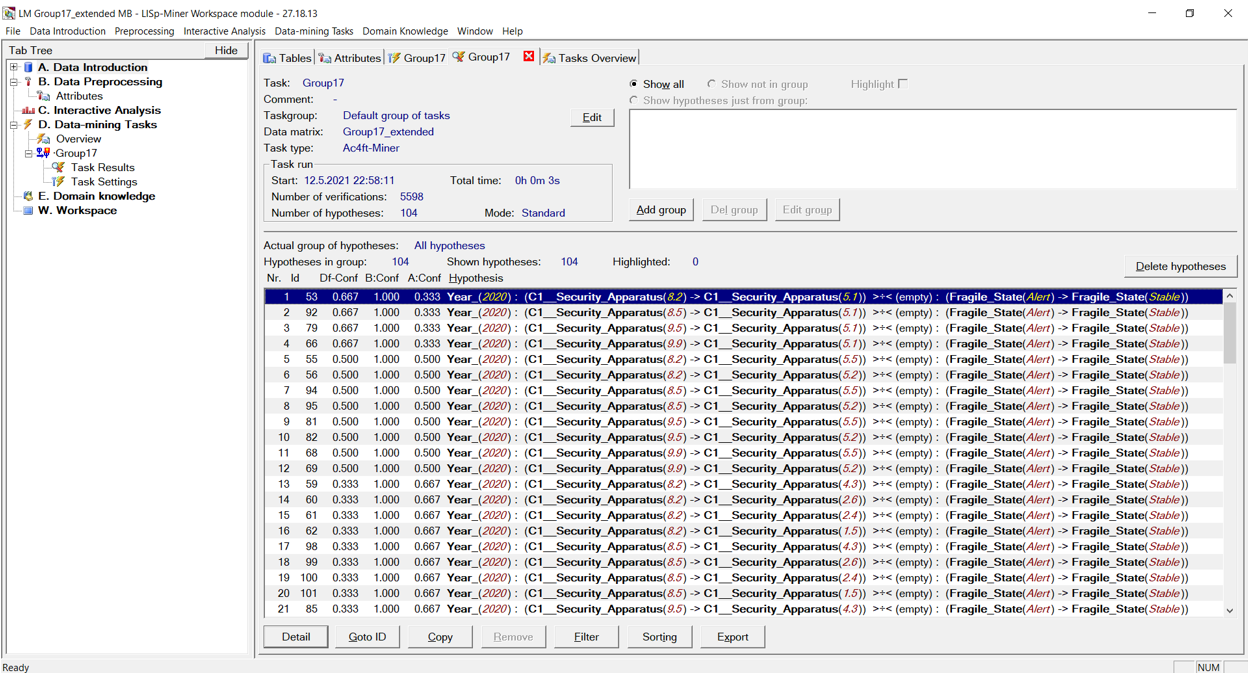 LM Group17_extended MB - LISp-Miner Workspace module - 27.18.13
File Data Introduction Preprocessing Interactive Analysis Data-mining Tasks Domain Knowledge Window Help
Tab Tree
Hide
A. Data Introduction
B. Data Preprocessing
Attributes
C. Interactive Analysis
D. Data-mining Tasks
Overview
·Group17
Task Results
Task Settings
E. Domain knowledge
W. Workspace
Tables Attributes Group17 Group17 Tasks Overview
Task: Group17
Comment: -
Taskgroup: Default group of tasks
Edit
Data matrix: Group17_extended
Task type: Ac4ft-Miner
Task run
Start: 12.5.2021 22:58:11 Total time: 0h 0m 3s
Number of verifications: 5598
Number of hypotheses: 104 Mode: Standard
Show all Show not in group Highlight
Show hypotheses just from group:
Add group Del group Edit group
Actual group of hypotheses: All hypotheses
Hypotheses in group: 104 Shown hypotheses: 104 Highlighted: 0
Delete hypotheses
Nr. Id Df-Conf B:Conf A:Conf Hypothesis
1 53 0.667 1.000 0.333 Year_(2020) : (C1__Security_Apparatus(8.2) -> C1__Security_Apparatus(5.1)) >÷< (empty) : (Fragile_State(Alert) -> Fragile_State(Stable))
2 92 0.667 1.000 0.333 Year_(2020) : (C1__Security_Apparatus(8.5) -> C1__Security_Apparatus(5.1)) >÷< (empty) : (Fragile_State(Alert) -> Fragile_State(Stable))
3 79 0.667 1.000 0.333 Year_(2020) : (C1__Security_Apparatus(9.5) -> C1__Security_Apparatus(5.1)) >÷< (empty) : (Fragile_State(Alert) -> Fragile_State(Stable))
4 66 0.667 1.000 0.333 Year_(2020) : (C1__Security_Apparatus(9.9) -> C1__Security_Apparatus(5.1)) >÷< (empty) : (Fragile_State(Alert) -> Fragile_State(Stable))
5 55 0.500 1.000 0.500 Year_(2020) : (C1__Security_Apparatus(8.2) -> C1__Security_Apparatus(5.5)) >÷< (empty) : (Fragile_State(Alert) -> Fragile_State(Stable))
6 56 0.500 1.000 0.500 Year_(2020) : (C1__Security_Apparatus(8.2) -> C1__Security_Apparatus(5.2)) >÷< (empty) : (Fragile_State(Alert) -> Fragile_State(Stable))
7 94 0.500 1.000 0.500 Year_(2020) : (C1__Security_Apparatus(8.5) -> C1__Security_Apparatus(5.5)) >÷< (empty) : (Fragile_State(Alert) -> Fragile_State(Stable))
8 95 0.500 1.000 0.500 Year_(2020) : (C1__Security_Apparatus(8.5) -> C1__Security_Apparatus(5.2)) >÷< (empty) : (Fragile_State(Alert) -> Fragile_State(Stable))
9 81 0.500 1.000 0.500 Year_(2020) : (C1__Security_Apparatus(9.5) -> C1__Security_Apparatus(5.5)) >÷< (empty) : (Fragile_State(Alert) -> Fragile_State(Stable))
10 82 0.500 1.000 0.500 Year_(2020) : (C1__Security_Apparatus(9.5) -> C1__Security_Apparatus(5.2)) >÷< (empty) : (Fragile_State(Alert) -> Fragile_State(Stable))
11 68 0.500 1.000 0.500 Year_(2020) : (C1__Security_Apparatus(9.9) -> C1__Security_Apparatus(5.5)) >÷< (empty) : (Fragile_State(Alert) -> Fragile_State(Stable))
12 69 0.500 1.000 0.500 Year_(2020) : (C1__Security_Apparatus(9.9) -> C1__Security_Apparatus(5.2)) >÷< (empty) : (Fragile_State(Alert) -> Fragile_State(Stable))
13 59 0.333 1.000 0.667 Year_(2020) : (C1__Security_Apparatus(8.2) -> C1__Security_Apparatus(4.3)) >÷< (empty) : (Fragile_State(Alert) -> Fragile_State(Stable))
14 60 0.333 1.000 0.667 Year_(2020) : (C1__Security_Apparatus(8.2) -> C1__Security_Apparatus(2.6)) >÷< (empty) : (Fragile_State(Alert) -> Fragile_State(Stable))
15 61 0.333 1.000 0.667 Year_(2020) : (C1__Security_Apparatus(8.2) -> C1__Security_Apparatus(2.4)) >÷< (empty) : (Fragile_State(Alert) -> Fragile_State(Stable))
16 62 0.333 1.000 0.667 Year_(2020) : (C1__Security_Apparatus(8.2) -> C1__Security_Apparatus(1.5)) >÷< (empty) : (Fragile_State(Alert) -> Fragile_State(Stable))
17 98 0.333 1.000 0.667 Year_(2020) : (C1__Security_Apparatus(8.5) -> C1__Security_Apparatus(4.3)) >÷< (empty) : (Fragile_State(Alert) -> Fragile_State(Stable))
18 99 0.333 1.000 0.667 Year_(2020) : (C1__Security_Apparatus(8.5) -> C1__Security_Apparatus(2.6)) >÷< (empty) : (Fragile_State(Alert) -> Fragile_State(Stable))
19 100 0.333 1.000 0.667 Year_(2020) : (C1__Security_Apparatus(8.5) -> C1__Security_Apparatus(2.4)) >÷< (empty) : (Fragile_State(Alert) -> Fragile_State(Stable))
20 101 0.333 1.000 0.667 Year_(2020) : (C1__Security_Apparatus(8.5) -> C1__Security_Apparatus(1.5)) >÷< (empty) : (Fragile_State(Alert) -> Fragile_State(Stable))
21 85 0.333 1.000 0.667 Year_(2020) : (C1__Security_Apparatus(9.5) -> C1__Security_Apparatus(4.3)) >÷< (empty) : (Fragile_State(Alert) -> Fragile_State(Stable))
Detail Goto ID Copy Remove Filter Sorting Export
Ready
NUM